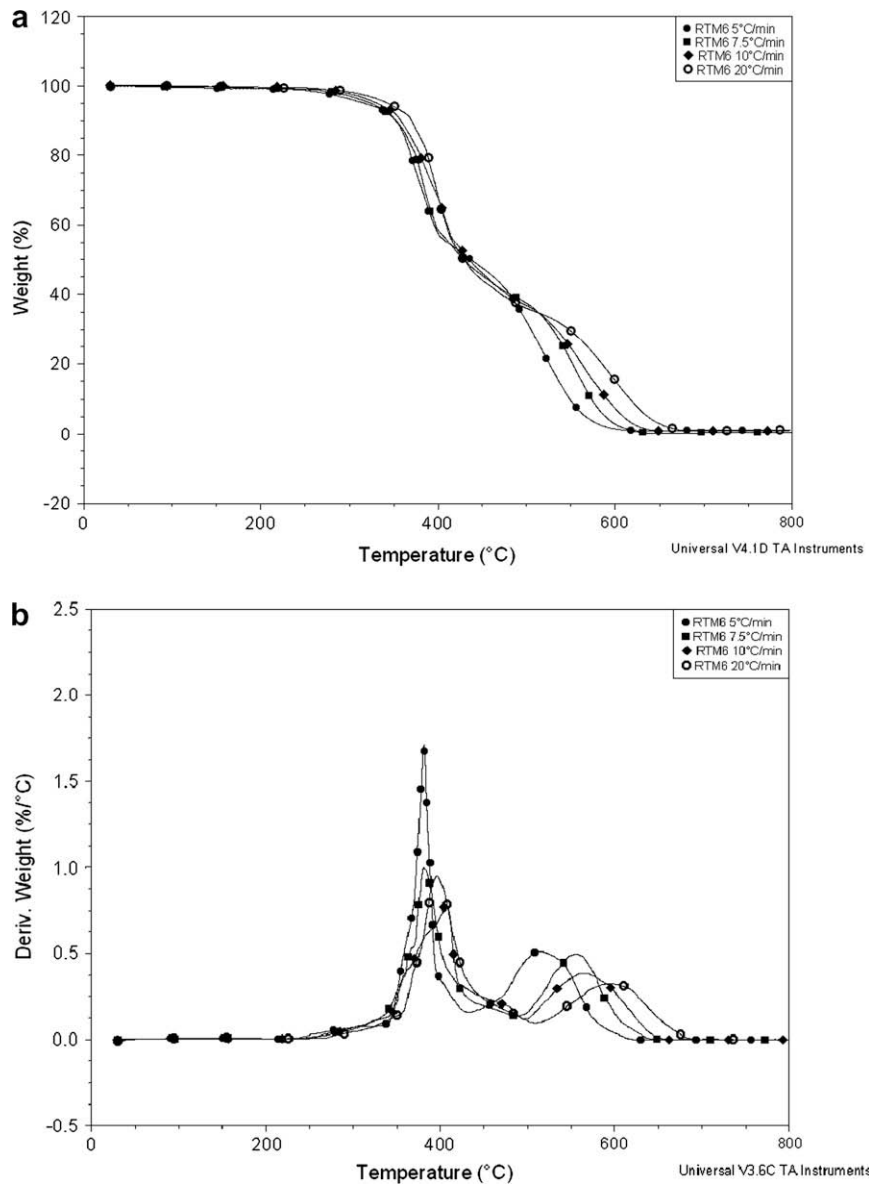 a
RTM6 5°C/min
RTM6 7.5°C/min
RTM6 10°C/min
RTM6 20°C/min
120
100
80
60
40
20
0
-20
Weight (%)
0 200 400 600 800
Temperature (°C)
Universal V4.1D TA Instruments
b
RTM6 5°C/min
RTM6 7.5°C/min
RTM6 10°C/min
RTM6 20°C/min
2.5
2.0
1.5
1.0
0.5
0.0
-0.5
Deriv. Weight (%/°C)
0 200 400 600 800
Temperature (°C)
Universal V3.6C TA Instruments